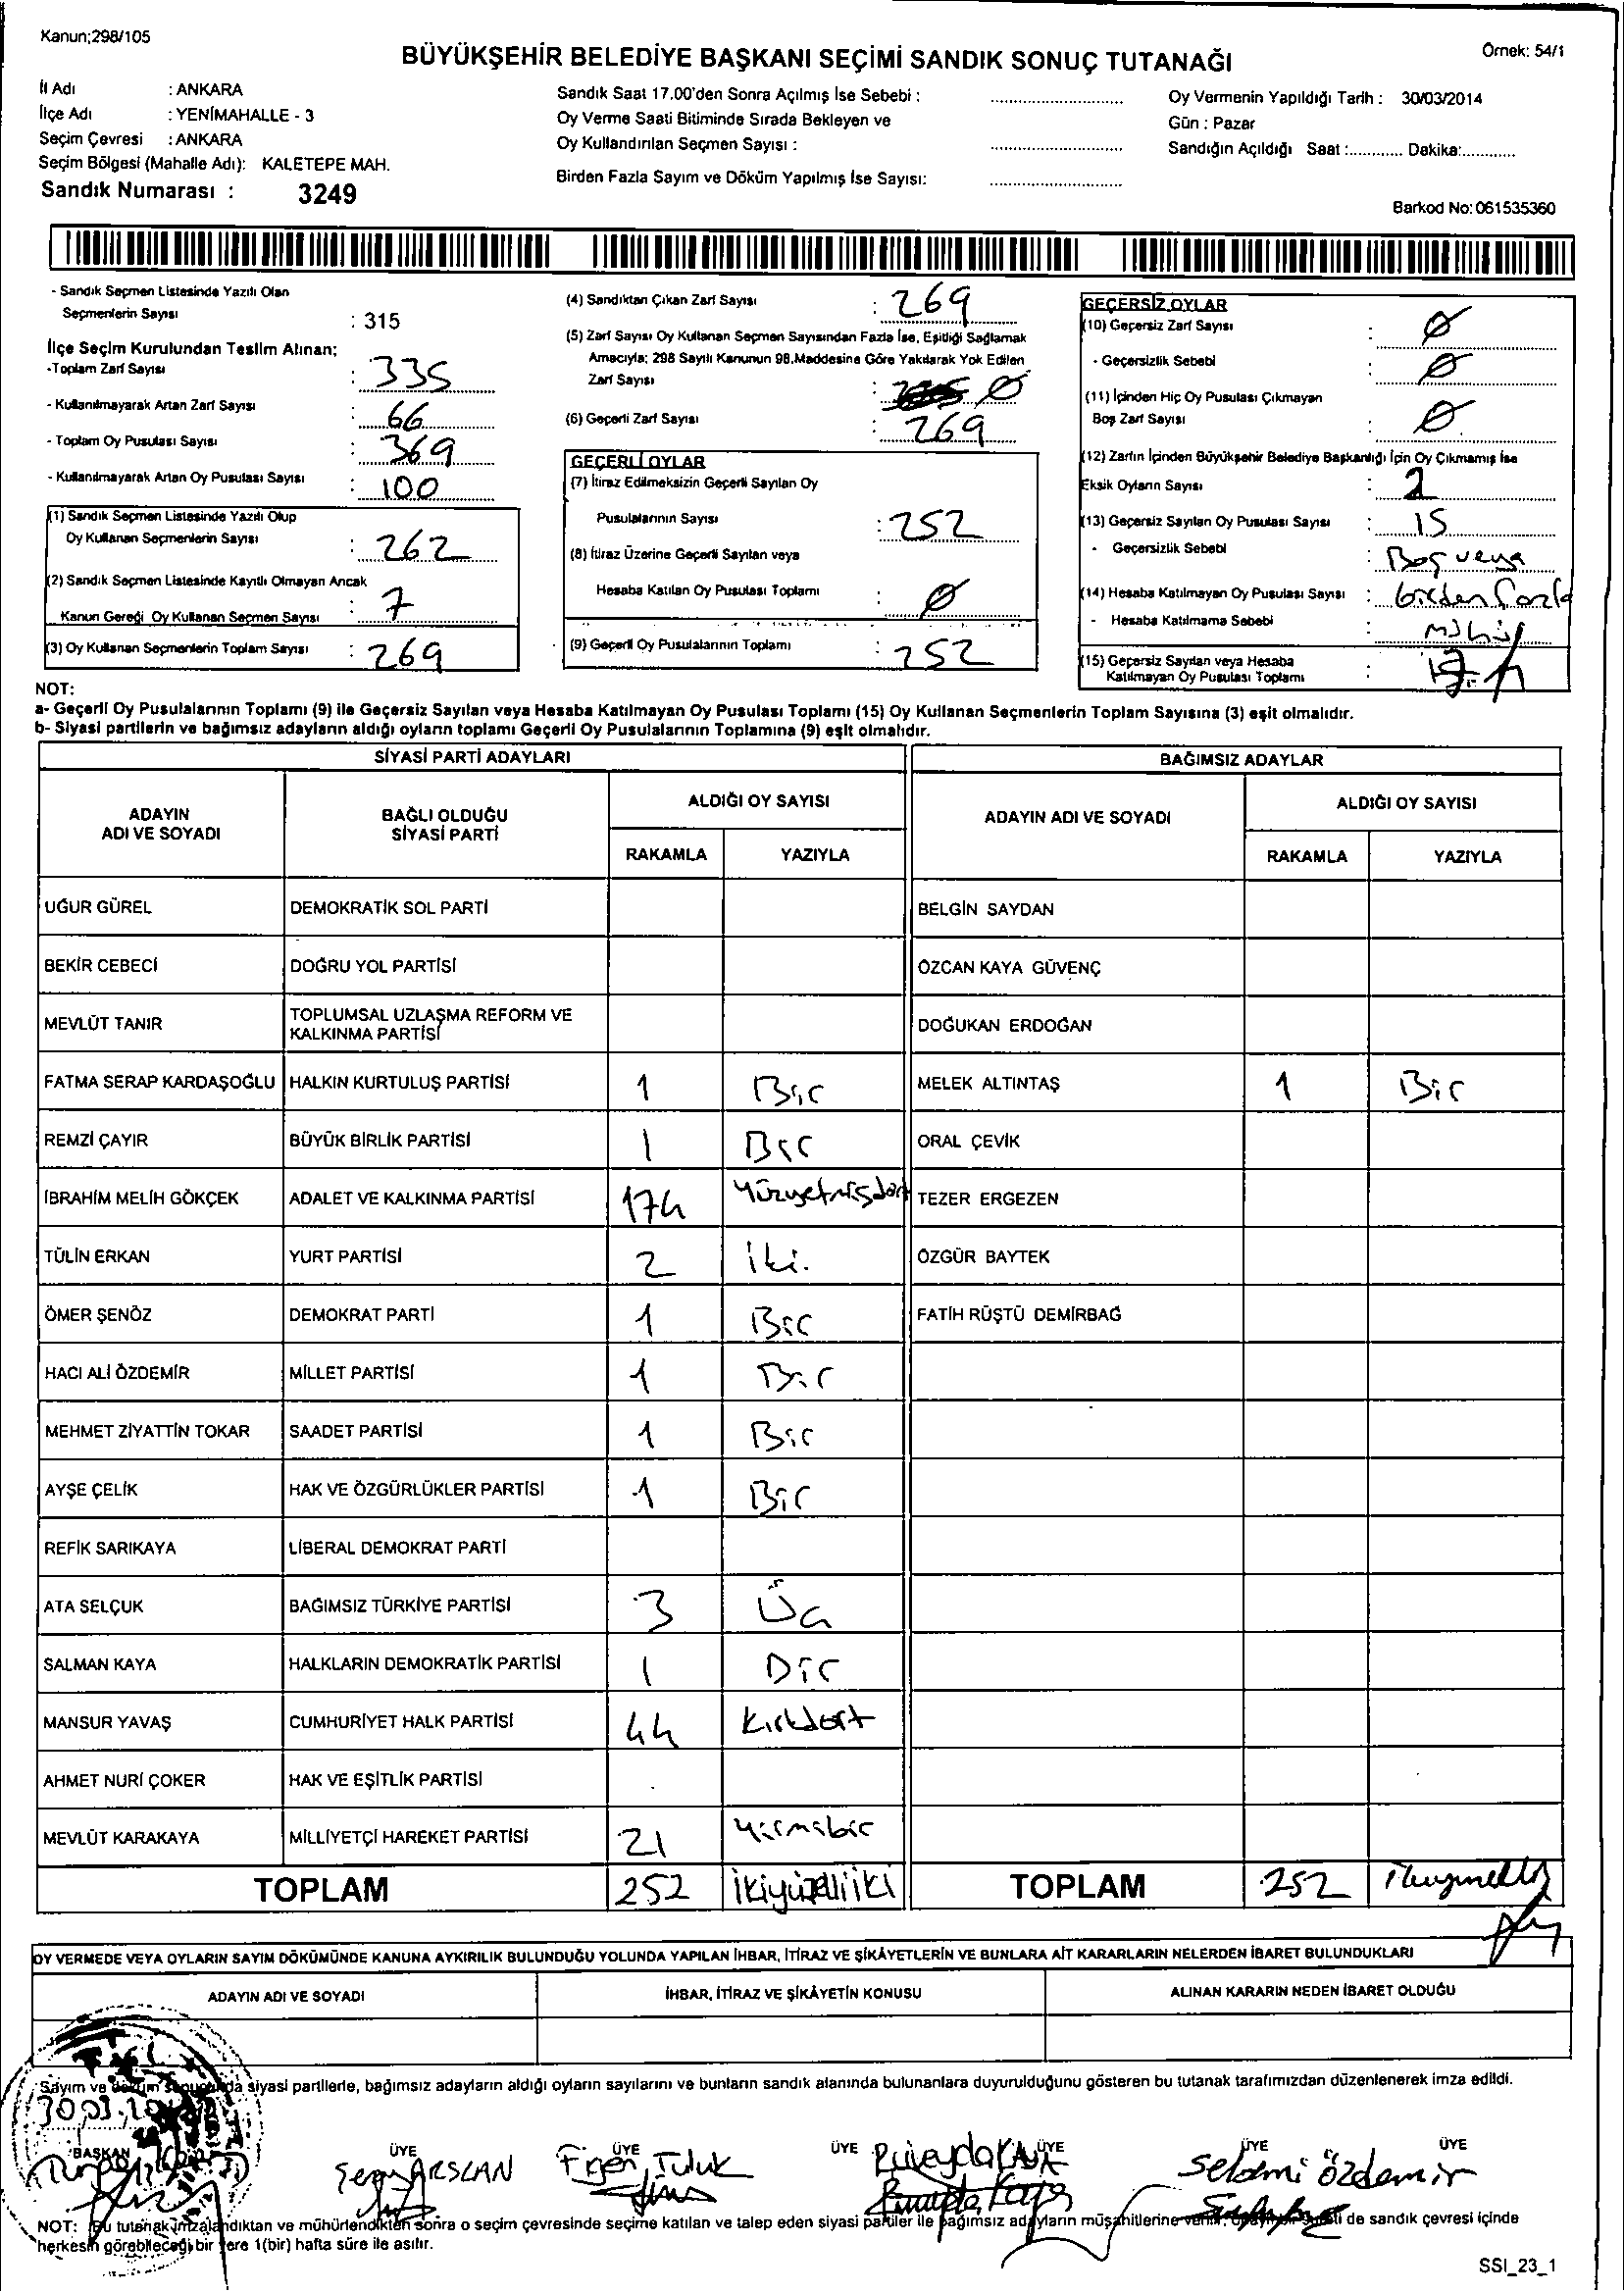 Kanun;298/105
BÜYÜKŞEHİR BELEDİYE BAŞKANI SEÇİMİ SANDIK SONUÇ TUTANAĞI
Örnek: 54/1
İl Adı : ANKARA
İlçe Adı : YENİMAHALLE - 3
Seçim Çevresi : ANKARA
Seçim Bölgesi (Mahalle Adı): KALETEPE MAH.
Sandık Numarası : 3249
Sandık Saat 17.00'den Sonra Açılmış İse Sebebi :
Oy Verme Saati Bitiminde Sırada Bekleyen ve
Oy Kullandırılan Seçmen Sayısı :
Birden Fazla Sayım ve Döküm Yapılmış İse Sayısı:
Oy Vermenin Yapıldığı Tarih : 30/03/2014
Gün : Pazar
Sandığın Açıldığı Saat :............ Dakika:............
Barkod No: 061535360
- Sandık Seçmen Listesinde Yazılı Olan
Seçmenlerin Sayısı : 315
İlçe Seçim Kurulundan Teslim Alınan:
-Toplam Zarf Sayısı : 335
- Kullanılmayarak Artan Zarf Sayısı : 66
- Toplam Oy Pusulası Sayısı : 369
- Kullanılmayarak Artan Oy Pusulası Sayısı : 100
(1) Sandık Seçmen Listesinde Yazılı Olup
Oy Kullanan Seçmenlerin Sayısı : 262
(2) Sandık Seçmen Listesinde Kayıtlı Olmayan Ancak
Kanun Gereği Oy Kullanan Seçmen Sayısı : 7
(3) Oy Kullanan Seçmenlerin Toplam Sayısı : 269
(4) Sandıktan Çıkan Zarf Sayısı : 269
(5) Zarf Sayısı Oy Kullanan Seçmen Sayısından Fazla İse, Eşitliği Sağlamak
Amacıyla; 298 Sayılı Kanunun 98.Maddesine Göre Yakılarak Yok Edilen
Zarf Sayısı : Ø
(6) Geçerli Zarf Sayısı : 269
GEÇERLİ OYLAR
(7) İtiraz Edilmeksizin Geçerli Sayılan Oy
Pusulalarının Sayısı : 252
(8) İtiraz Üzerine Geçerli Sayılan veya
Hesaba Katılan Oy Pusulası Toplamı : Ø
(9) Geçerli Oy Pusulalarının Toplamı : 252
GEÇERSİZ OYLAR
(10) Geçersiz Zarf Sayısı : Ø
- Geçersizlik Sebebi : Ø
(11) İçinden Hiç Oy Pusulası Çıkmayan
Boş Zarf Sayısı : Ø
(12) Zarfın İçinden Büyükşehir Belediye Başkanlığı İçin Oy Çıkmamış İse
Eksik Oyların Sayısı : 2
(13) Geçersiz Sayılan Oy Pusulası Sayısı : 15
- Geçersizlik Sebebi : Boş veya
(14) Hesaba Katılmayan Oy Pusulası Sayısı : birden fazla
- Hesaba Katılmama Sebebi : mühür
(15) Geçersiz Sayılan veya Hesaba
Katılmayan Oy Pusulası Toplamı : 17
NOT:
a- Geçerli Oy Pusulalarının Toplamı (9) ile Geçersiz Sayılan veya Hesaba Katılmayan Oy Pusulası Toplamı (15) Oy Kullanan Seçmenlerin Toplam Sayısına (3) eşit olmalıdır.
b- Siyasi partilerin ve bağımsız adayların aldığı oyların toplamı Geçerli Oy Pusulalarının Toplamına (9) eşit olmalıdır.
SİYASİ PARTİ ADAYLARI BAĞIMSIZ ADAYLAR
ADAYIN ADI VE SOYADI BAĞLI OLDUĞU SİYASİ PARTİ ALDIĞI OY SAYISI ADAYIN ADI VE SOYADI ALDIĞI OY SAYISI
RAKAMLA YAZIYLA RAKAMLA YAZIYLA
UĞUR GÜREL DEMOKRATİK SOL PARTİ BELGİN SAYDAN
BEKİR CEBECİ DOĞRU YOL PARTİSİ ÖZCAN KAYA GÜVENÇ
MEVLÜT TANIR TOPLUMSAL UZLAŞMA REFORM VE KALKINMA PARTİSİ DOĞUKAN ERDOĞAN
FATMA SERAP KARDAŞOĞLU HALKIN KURTULUŞ PARTİSİ 1 Bir MELEK ALTINTAŞ 1 Bir
REMZİ ÇAYIR BÜYÜK BİRLİK PARTİSİ 1 Bir ORAL ÇEVİK
İBRAHİM MELİH GÖKÇEK ADALET VE KALKINMA PARTİSİ 174 Yüzyetmişdört TEZER ERGEZEN
TÜLİN ERKAN YURT PARTİSİ 2 iki. ÖZGÜR BAYTEK
ÖMER ŞENÖZ DEMOKRAT PARTİ 1 Bir FATİH RÜŞTÜ DEMİRBAĞ
HACI ALİ ÖZDEMİR MİLLET PARTİSİ 1 Bir
MEHMET ZİYATTİN TOKAR SAADET PARTİSİ 1 Bir
AYŞE ÇELİK HAK VE ÖZGÜRLÜKLER PARTİSİ 1 Bir
REFİK SARIKAYA LİBERAL DEMOKRAT PARTİ
ATA SELÇUK BAĞIMSIZ TÜRKİYE PARTİSİ 3 Üç
SALMAN KAYA HALKLARIN DEMOKRATİK PARTİSİ 1 Bir
MANSUR YAVAŞ CUMHURİYET HALK PARTİSİ 44 Kırkdört
AHMET NURİ ÇOKER HAK VE EŞİTLİK PARTİSİ
MEVLÜT KARAKAYA MİLLİYETÇİ HAREKET PARTİSİ 21 Yirmibir
TOPLAM 252 İkiyüzelliiki TOPLAM 252
OY VERMEDE VEYA OYLARIN SAYIM DÖKÜMÜNDE KANUNA AYKIRILIK BULUNDUĞU YOLUNDA YAPILAN İHBAR, İTİRAZ VE ŞİKÂYETLERİN VE BUNLARA AİT KARARLARIN NELERDEN İBARET BULUNDUKLARI
ADAYIN ADI VE SOYADI İHBAR, İTİRAZ VE ŞİKÂYETİN KONUSU ALINAN KARARIN NEDEN İBARET OLDUĞU
Sayım ve döküm sonucunda siyasi partilerle, bağımsız adayların aldığı oyların sayılarını ve bunların sandık alanında bulunanlara duyurulduğunu gösteren bu tutanak tarafımızdan düzenlenerek imza edildi.
BAŞKAN ÜYE ÜYE ÜYE ÜYE ÜYE ÜYE
ARSLAN Tuluk Rüveyda KAYA Selami Özdemir
NOT: Bu tutanak imzalandıktan ve mühürlendikten sonra o seçim çevresinde seçime katılan ve talep eden siyasi partiler ile bağımsız adayların müşahitlerine verilir, de sandık çevresi içinde
herkesin görebileceği bir yere 1(bir) hafta süre ile asılır.
SSI_23_1